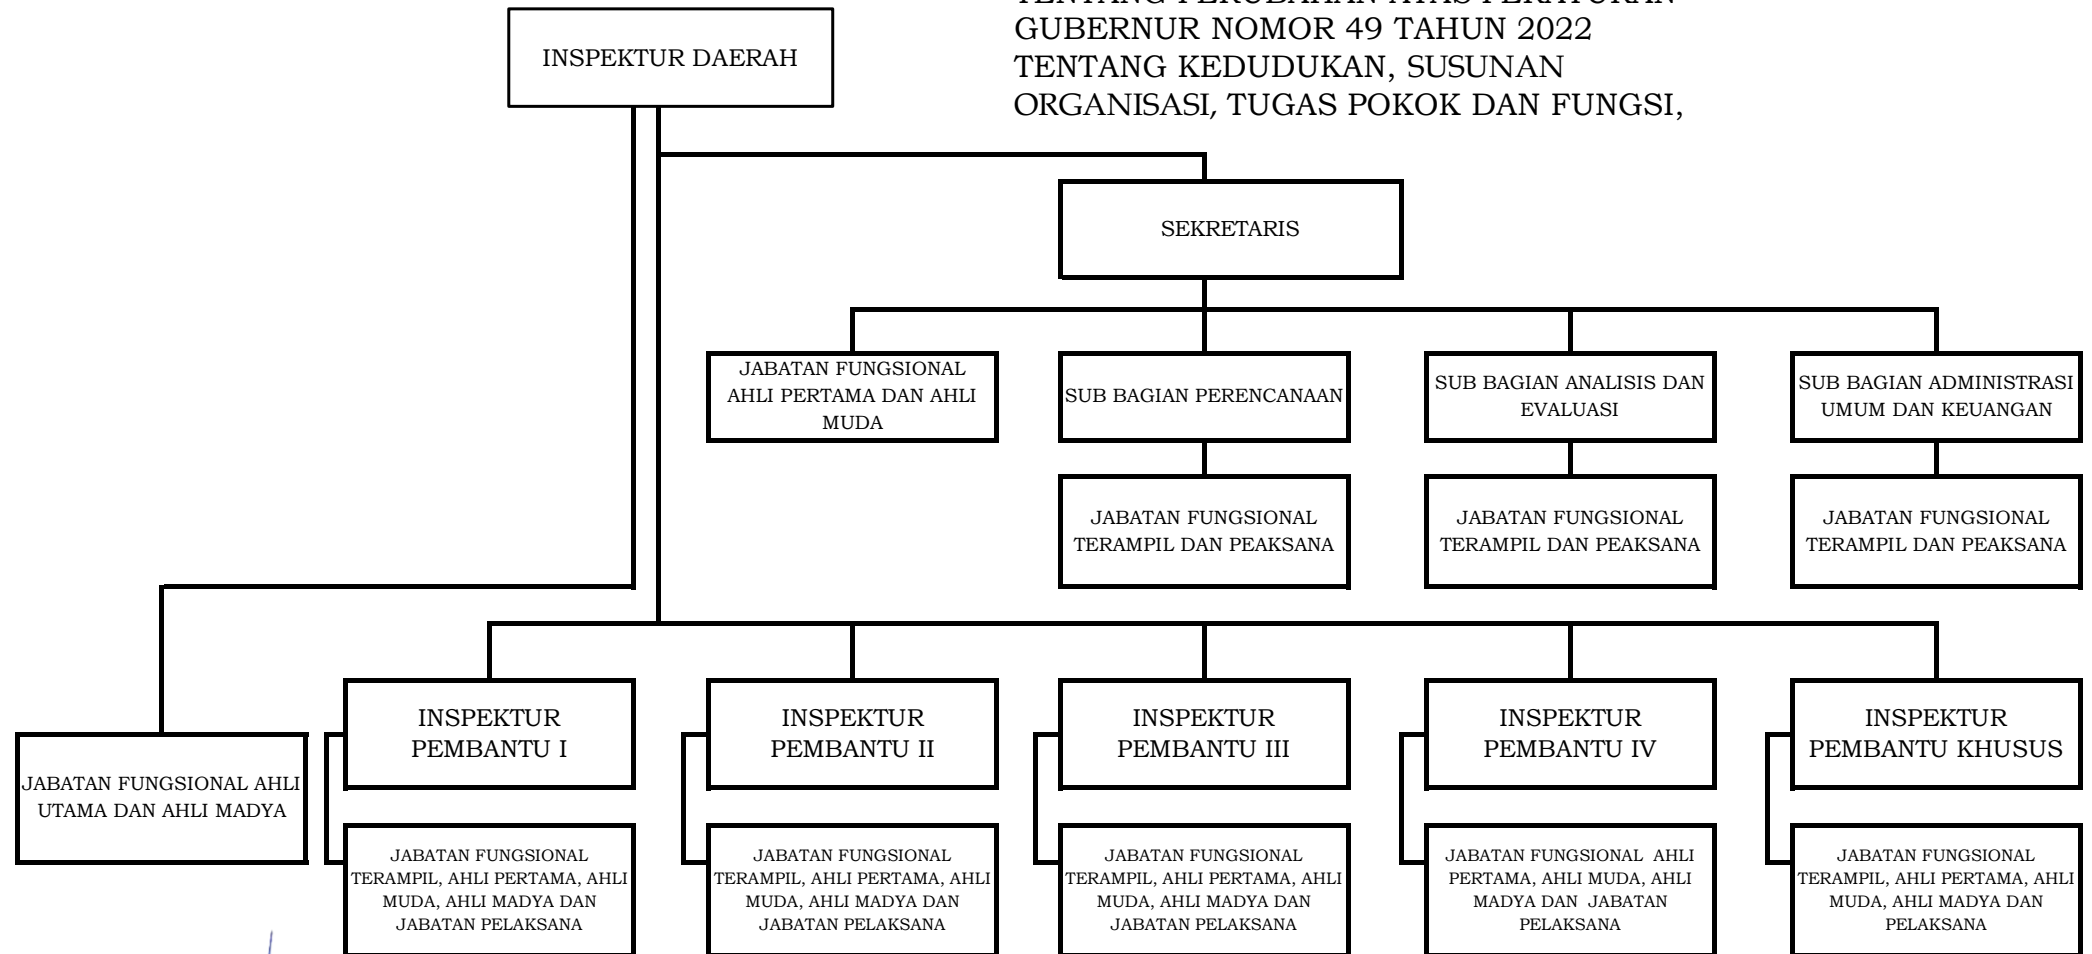 TENTANG PERUBAHAN ATAS PERATURAN
GUBERNUR NOMOR 49 TAHUN 2022
TENTANG KEDUDUKAN, SUSUNAN
ORGANISASI, TUGAS POKOK DAN FUNGSI,
INSPEKTUR DAERAH
SEKRETARIS
JABATAN FUNGSIONAL
AHLI PERTAMA DAN AHLI
MUDA
SUB BAGIAN PERENCANAAN
SUB BAGIAN ANALISIS DAN
EVALUASI
SUB BAGIAN ADMINISTRASI
UMUM DAN KEUANGAN
JABATAN FUNGSIONAL
TERAMPIL DAN PEAKSANA
JABATAN FUNGSIONAL
TERAMPIL DAN PEAKSANA
JABATAN FUNGSIONAL
TERAMPIL DAN PEAKSANA
JABATAN FUNGSIONAL AHLI
UTAMA DAN AHLI MADYA
INSPEKTUR
PEMBANTU I
INSPEKTUR
PEMBANTU II
INSPEKTUR
PEMBANTU III
INSPEKTUR
PEMBANTU IV
INSPEKTUR
PEMBANTU KHUSUS
JABATAN FUNGSIONAL
TERAMPIL, AHLI PERTAMA, AHLI
MUDA, AHLI MADYA DAN
JABATAN PELAKSANA
JABATAN FUNGSIONAL
TERAMPIL, AHLI PERTAMA, AHLI
MUDA, AHLI MADYA DAN
JABATAN PELAKSANA
JABATAN FUNGSIONAL
TERAMPIL, AHLI PERTAMA, AHLI
MUDA, AHLI MADYA DAN
JABATAN PELAKSANA
JABATAN FUNGSIONAL AHLI
PERTAMA, AHLI MUDA, AHLI
MADYA DAN JABATAN
PELAKSANA
JABATAN FUNGSIONAL
TERAMPIL, AHLI PERTAMA, AHLI
MUDA, AHLI MADYA DAN
PELAKSANA